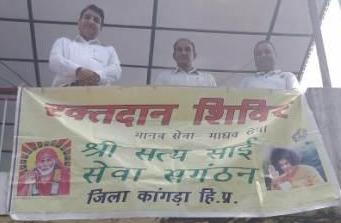 रक्तदान शिविर
मानव सेवा माधव सेवा
श्री सत्य साई
सेवा संगठन
जिला कांगड़ा हि.प्र.